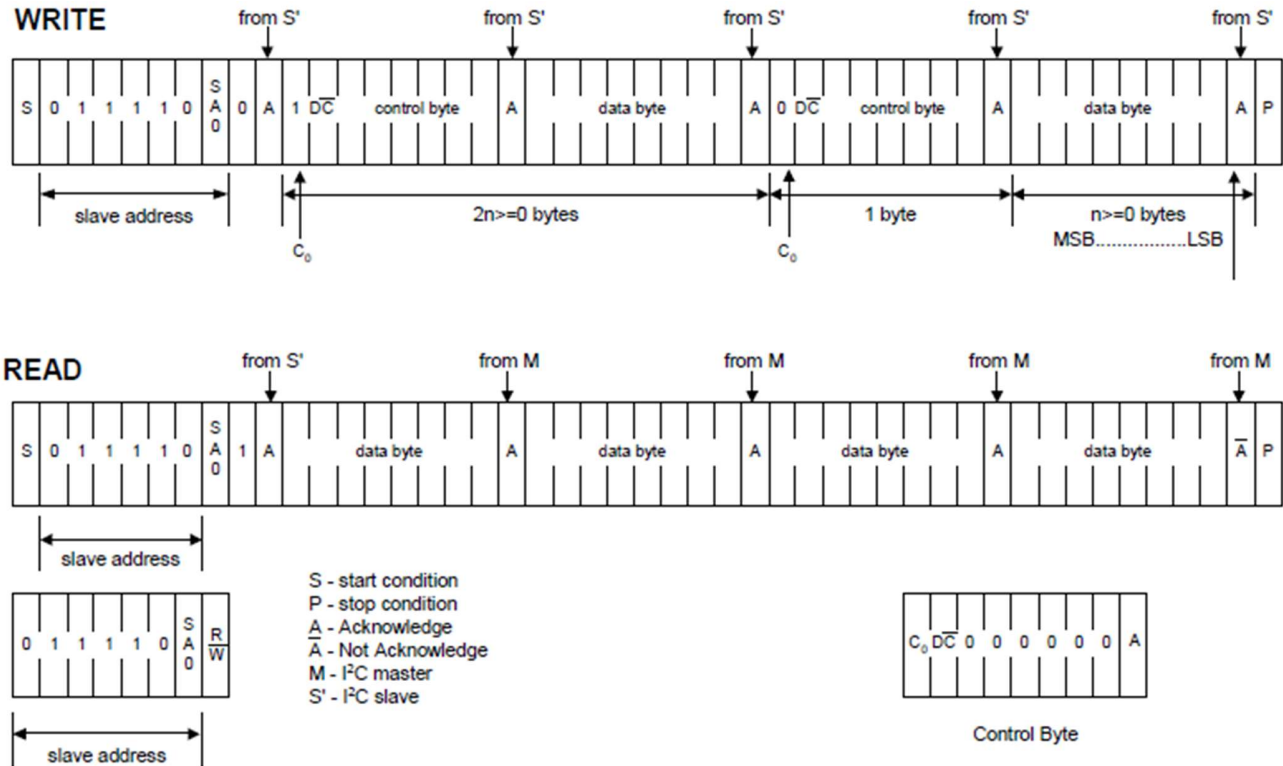 WRITE
from S' from S' from S' from S' from S'
S 0 1 1 1 1 0 SA0 0 A 1 DC̅ control byte A data byte A 0 DC̅ control byte A data byte A P
slave address 2n>=0 bytes 1 byte n>=0 bytes
MSB.................LSB
C₀ C₀
READ
from S' from M from M from M from M
S 0 1 1 1 1 0 SA0 1 A data byte A data byte A data byte A data byte A̅ P
slave address
0 1 1 1 1 0 SA0 R/W̅
slave address
S - start condition
P - stop condition
A - Acknowledge
A̅ - Not Acknowledge
M - I²C master
S' - I²C slave
C₀ DC̅ 0 0 0 0 0 0 A
Control Byte